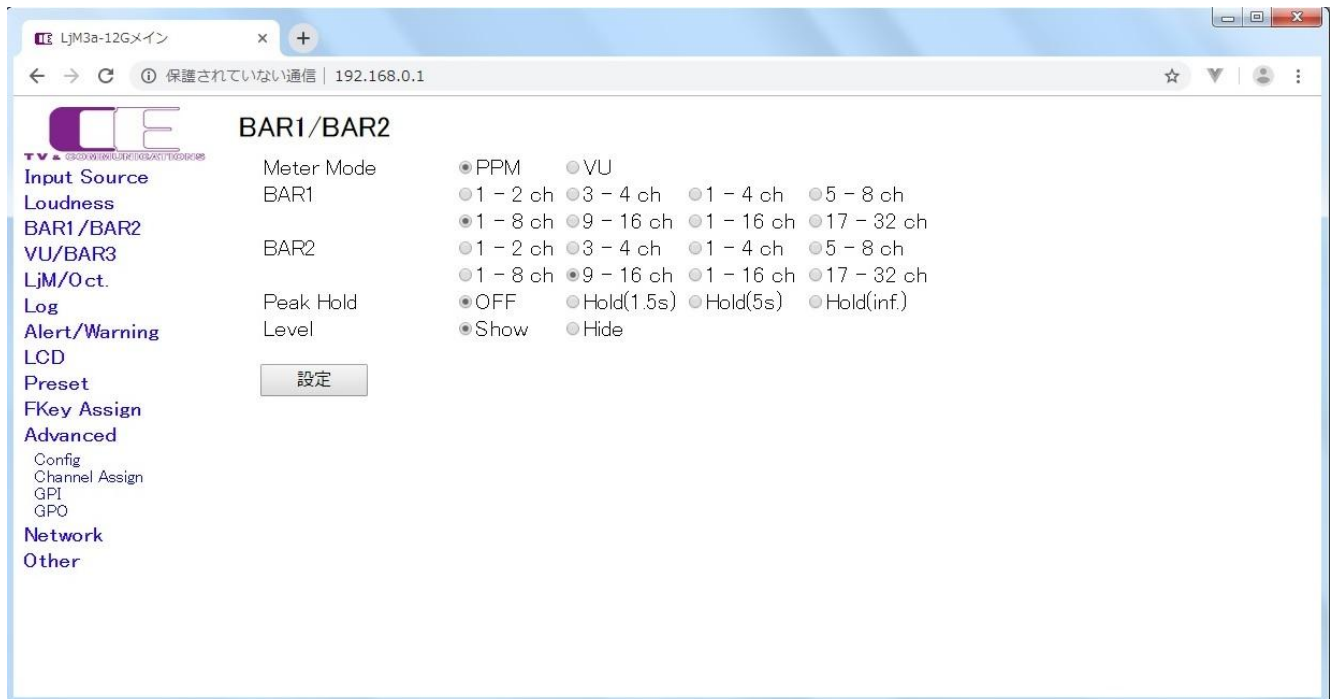 LjM3a-12Gメイン
保護されていない通信 | 192.168.0.1
TV & COMMUNICATIONS
Input Source
Loudness
BAR1/BAR2
VU/BAR3
LjM/Oct.
Log
Alert/Warning
LCD
Preset
FKey Assign
Advanced
Config
Channel Assign
GPI
GPO
Network
Other
BAR1/BAR2
Meter Mode PPM VU
BAR1 1 - 2 ch 3 - 4 ch 1 - 4 ch 5 - 8 ch
1 - 8 ch 9 - 16 ch 1 - 16 ch 17 - 32 ch
BAR2 1 - 2 ch 3 - 4 ch 1 - 4 ch 5 - 8 ch
1 - 8 ch 9 - 16 ch 1 - 16 ch 17 - 32 ch
Peak Hold OFF Hold(1.5s) Hold(5s) Hold(inf.)
Level Show Hide
設定